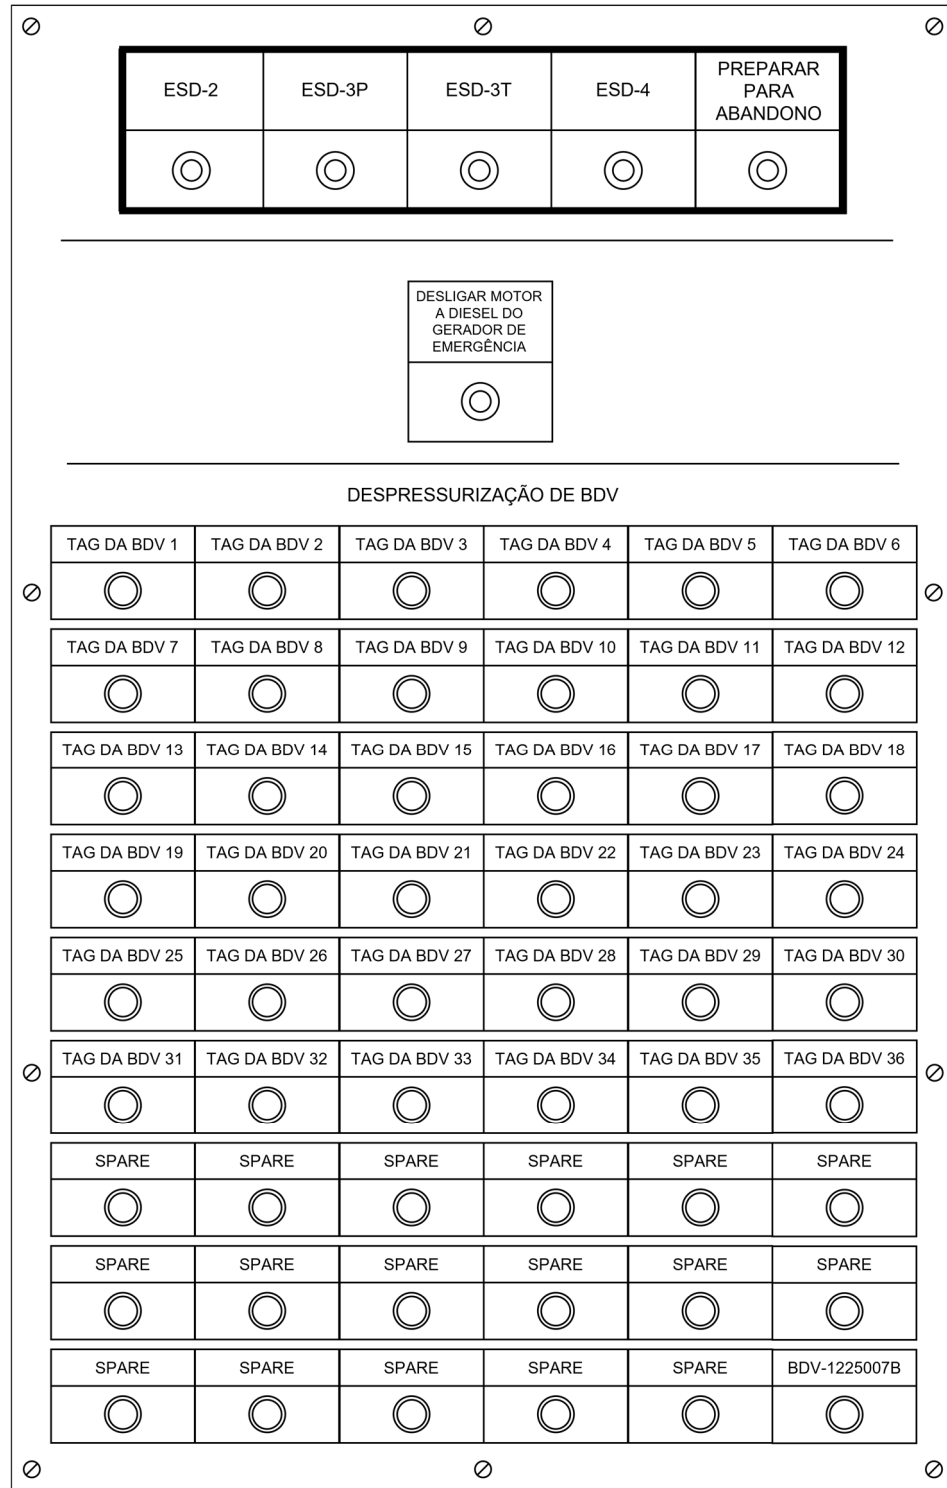 ESD-2 ESD-3P ESD-3T ESD-4 PREPARAR
PARA
ABANDONO
DESLIGAR MOTOR
A DIESEL DO
GERADOR DE
EMERGÊNCIA
DESPRESSURIZAÇÃO DE BDV
TAG DA BDV 1 TAG DA BDV 2 TAG DA BDV 3 TAG DA BDV 4 TAG DA BDV 5 TAG DA BDV 6
TAG DA BDV 7 TAG DA BDV 8 TAG DA BDV 9 TAG DA BDV 10 TAG DA BDV 11 TAG DA BDV 12
TAG DA BDV 13 TAG DA BDV 14 TAG DA BDV 15 TAG DA BDV 16 TAG DA BDV 17 TAG DA BDV 18
TAG DA BDV 19 TAG DA BDV 20 TAG DA BDV 21 TAG DA BDV 22 TAG DA BDV 23 TAG DA BDV 24
TAG DA BDV 25 TAG DA BDV 26 TAG DA BDV 27 TAG DA BDV 28 TAG DA BDV 29 TAG DA BDV 30
TAG DA BDV 31 TAG DA BDV 32 TAG DA BDV 33 TAG DA BDV 34 TAG DA BDV 35 TAG DA BDV 36
SPARE SPARE SPARE SPARE SPARE SPARE
SPARE SPARE SPARE SPARE SPARE SPARE
SPARE SPARE SPARE SPARE SPARE BDV-1225007B